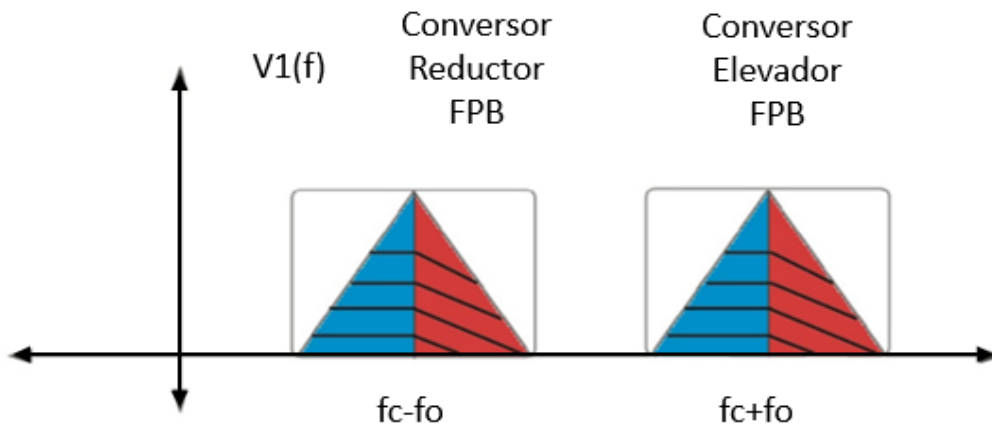 V1(f)
Conversor
Reductor
FPB
Conversor
Elevador
FPB
fc-fo
fc+fo